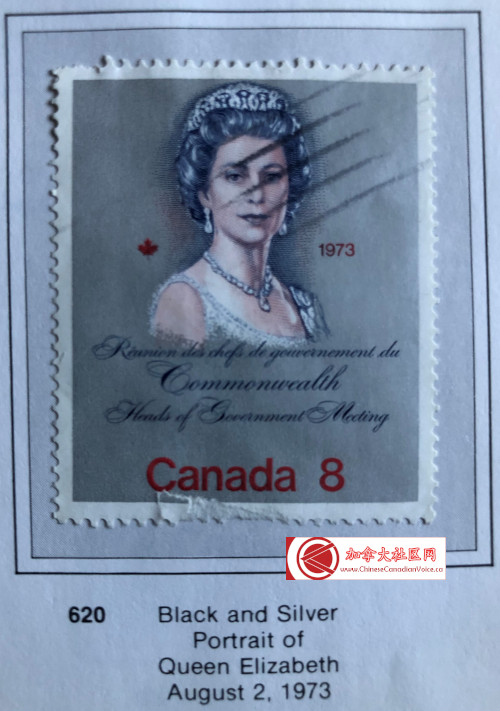 1973
Réunion des chefs de gouvernement du
Commonwealth
Heads of Government Meeting
Canada 8
加拿大社区网
www.ChineseCanadianVoice.ca
620 Black and Silver
Portrait of
Queen Elizabeth
August 2, 1973